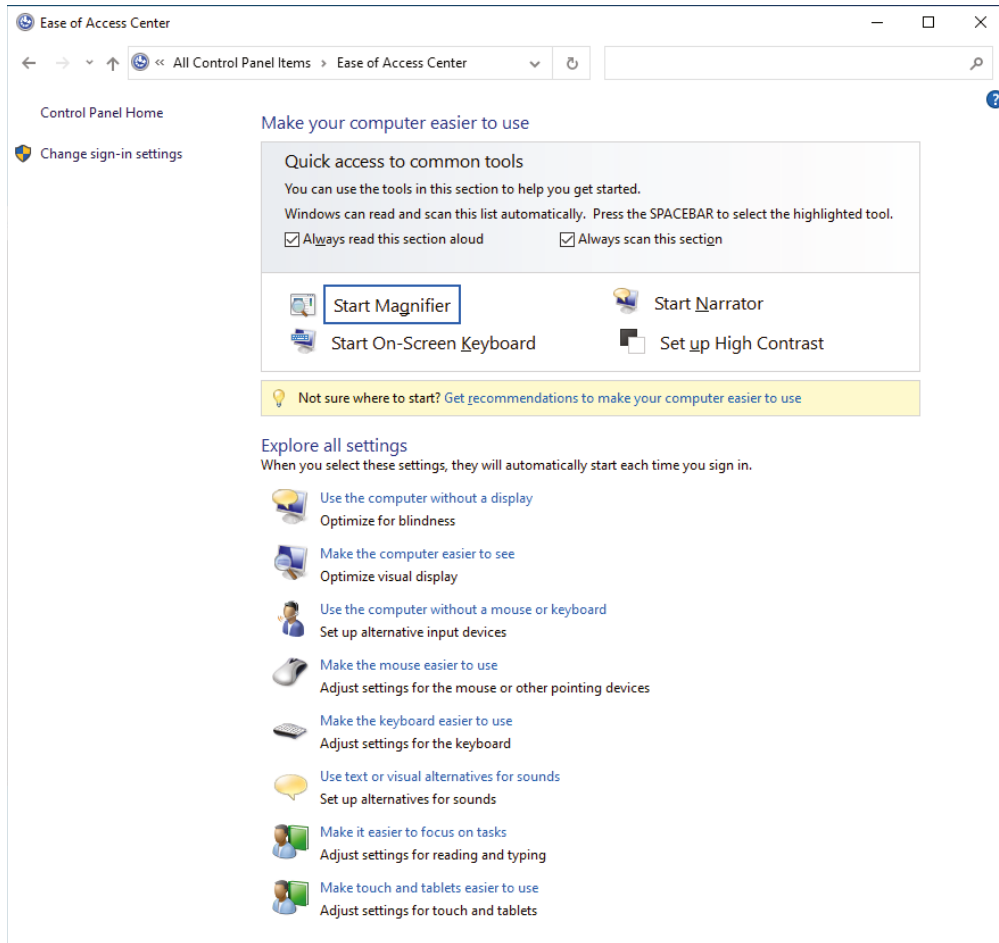 Ease of Access Center
« All Control Panel Items › Ease of Access Center
Control Panel Home
Change sign-in settings
?
Make your computer easier to use
Quick access to common tools
You can use the tools in this section to help you get started.
Windows can read and scan this list automatically. Press the SPACEBAR to select the highlighted tool.
Always read this section aloud Always scan this section
Start Magnifier Start Narrator
Start On-Screen Keyboard Set up High Contrast
Not sure where to start? Get recommendations to make your computer easier to use
Explore all settings
When you select these settings, they will automatically start each time you sign in.
Use the computer without a display
Optimize for blindness
Make the computer easier to see
Optimize visual display
Use the computer without a mouse or keyboard
Set up alternative input devices
Make the mouse easier to use
Adjust settings for the mouse or other pointing devices
Make the keyboard easier to use
Adjust settings for the keyboard
Use text or visual alternatives for sounds
Set up alternatives for sounds
Make it easier to focus on tasks
Adjust settings for reading and typing
Make touch and tablets easier to use
Adjust settings for touch and tablets